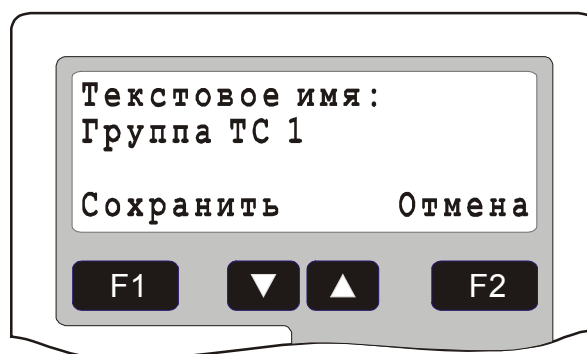 Текстовое имя:
Группа ТС 1
Сохранить Отмена
F1 ▼ ▲ F2